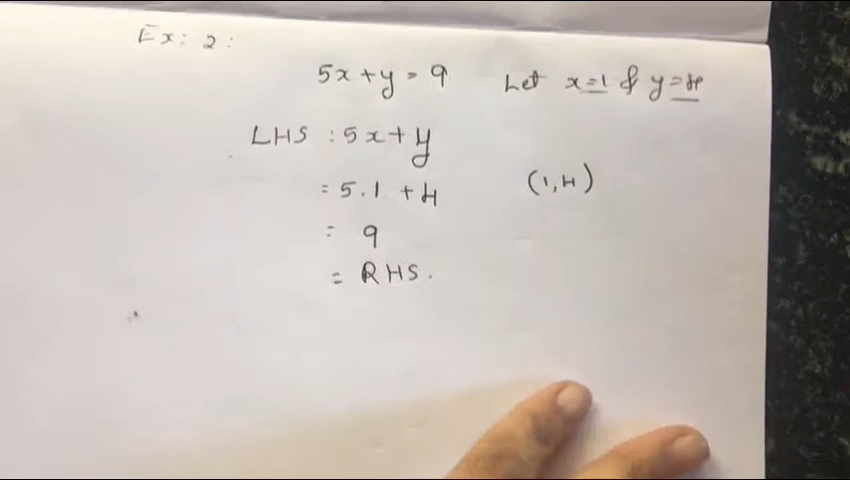 Ex: 2:
5x + y = 9 Let x = 1 & y = 4
LHS : 5x + y
= 5.1 + 4 (1, 4)
= 9
= RHS.